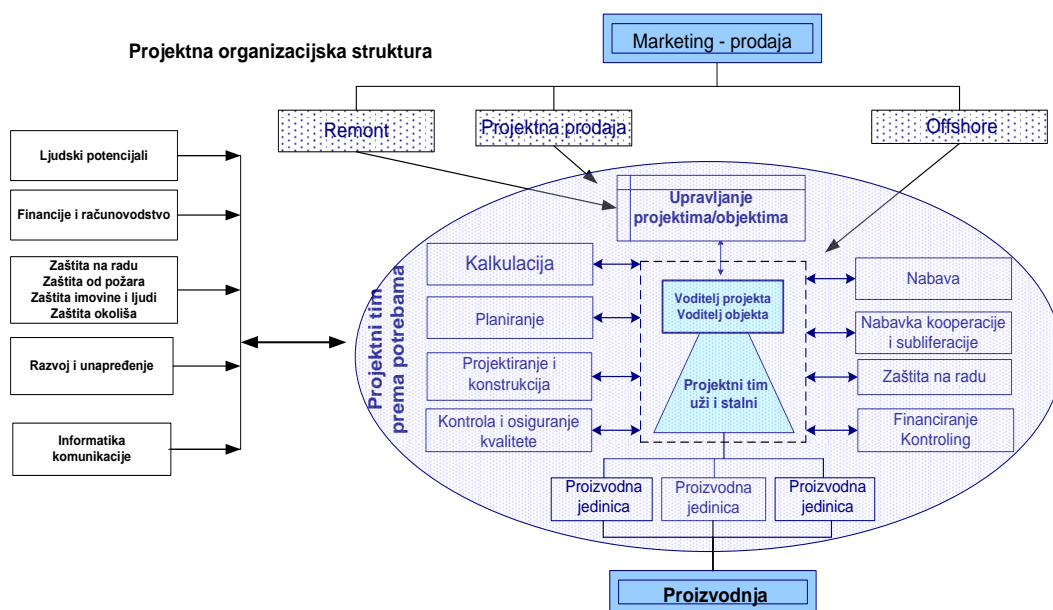 Marketing - prodaja
Projektna organizacijska struktura
Remont
Projektna prodaja
Offshore
Ljudski potencijali
Financije i računovodstvo
Zaštita na radu
Zaštita od požara
Zaštita imovine i ljudi
Zaštita okoliša
Razvoj i unapređenje
Informatika
komunikacije
Projektni tim
prema potrebama
Upravljanje
projektima/objektima
Kalkulacija
Planiranje
Projektiranje i
konstrukcija
Kontrola i osiguranje
kvalitete
Voditelj projekta
Voditelj objekta
Projektni tim
uži i stalni
Nabava
Nabavka kooperacije
i subliferacije
Zaštita na radu
Financiranje
Kontroling
Proizvodna
jedinica
Proizvodna
jedinica
Proizvodna
jedinica
Proizvodnja